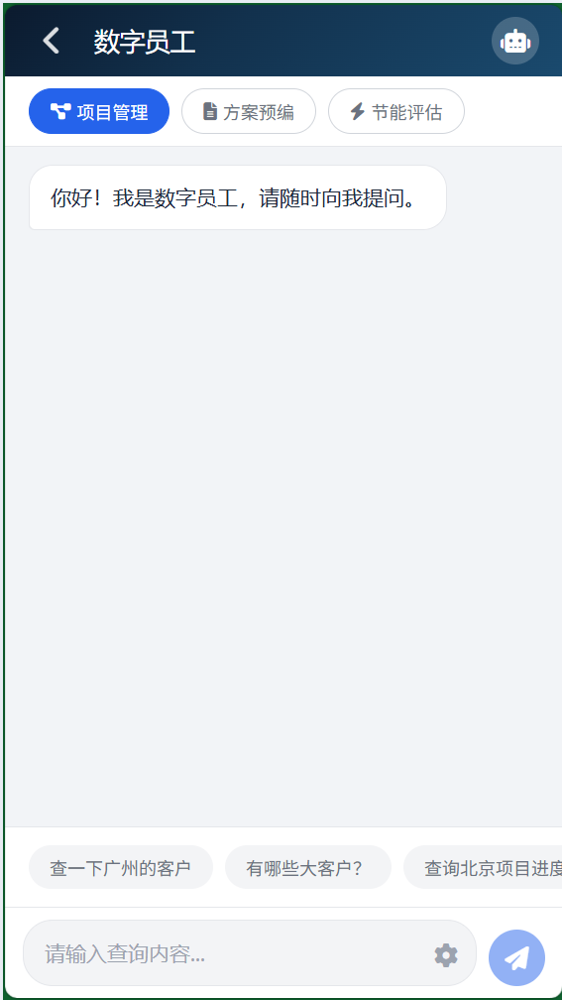 数字员工
项目管理
方案预编
节能评估
你好！我是数字员工，请随时向我提问。
查一下广州的客户
有哪些大客户？
查询北京项目进度
请输入查询内容...